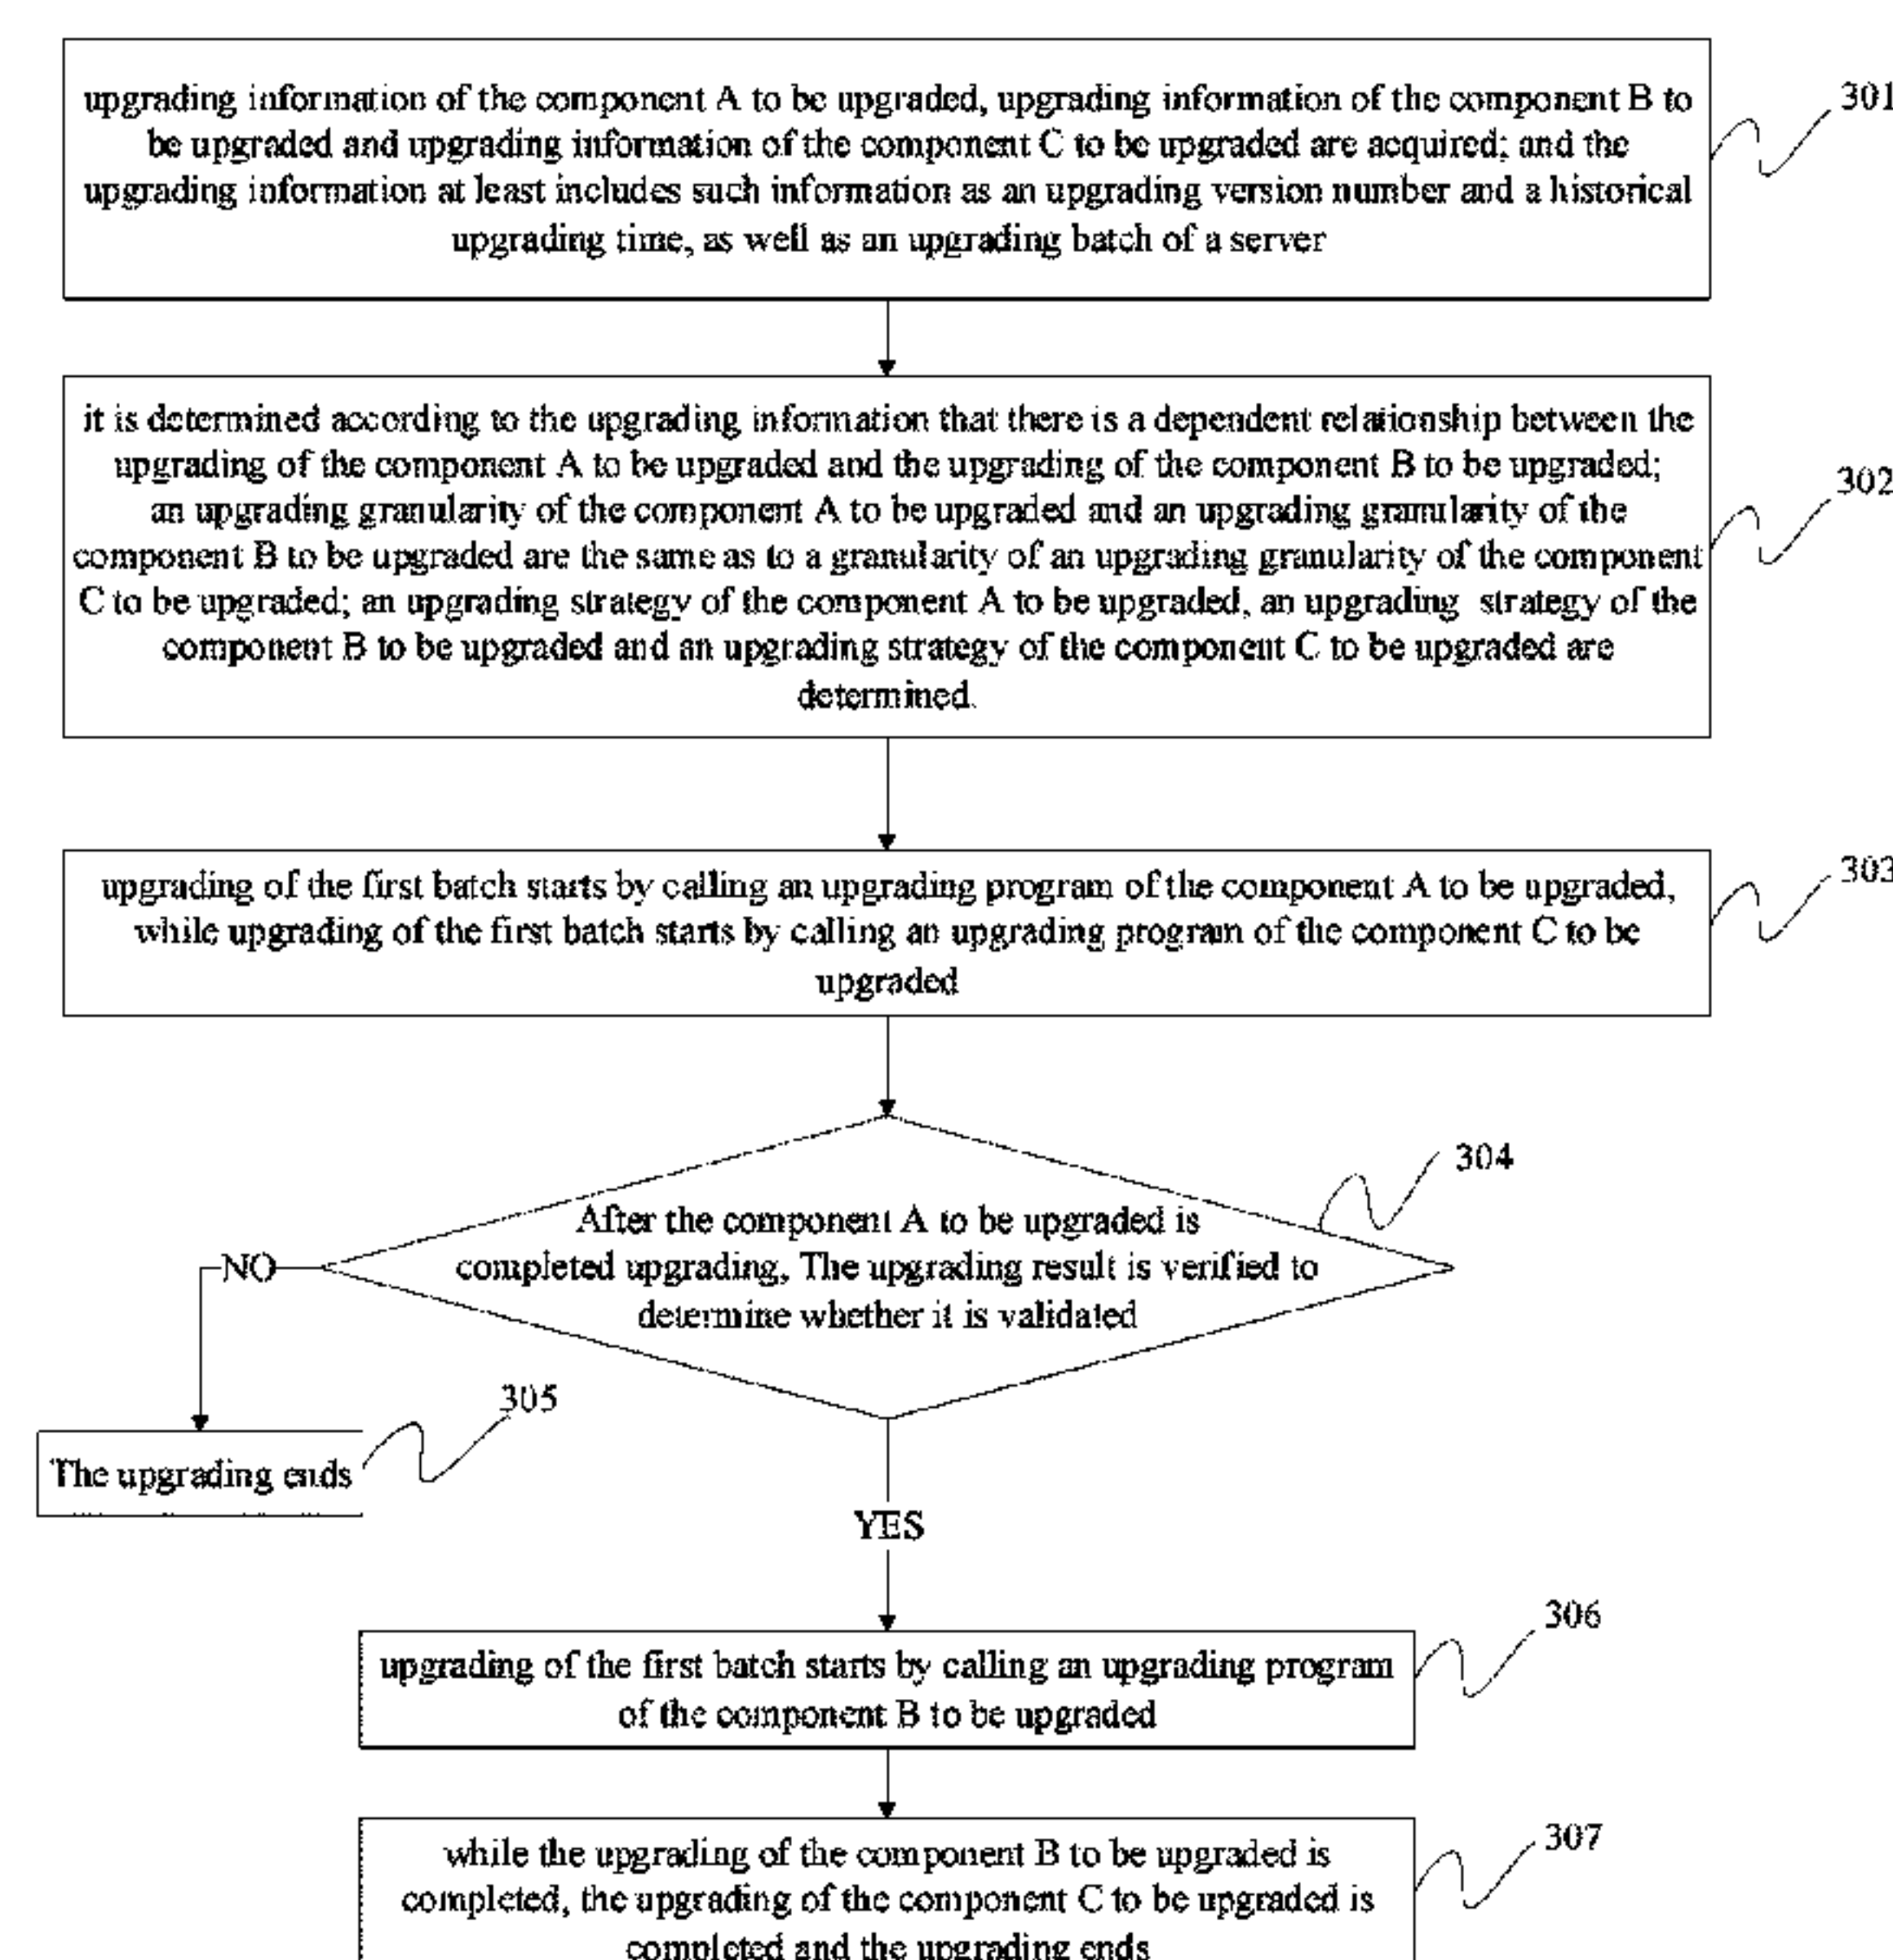 upgrading information of the component A to be upgraded, upgrading information of the component B to
be upgraded and upgrading information of the component C to be upgraded are acquired; and the
upgrading information at least includes such information as an upgrading version number and a historical
upgrading time, as well as an upgrading batch of a server
301
it is determined according to the upgrading information that there is a dependent relationship between the
upgrading of the component A to be upgraded and the upgrading of the component B to be upgraded;
an upgrading granularity of the component A to be upgraded and an upgrading granularity of the
component B to be upgraded are the same as to a granularity of an upgrading granularity of the component
C to be upgraded; an upgrading strategy of the component A to be upgraded, an upgrading strategy of the
component B to be upgraded and an upgrading strategy of the component C to be upgraded are
determined.
302
upgrading of the first batch starts by calling an upgrading program of the component A to be upgraded,
while upgrading of the first batch starts by calling an upgrading program of the component C to be
upgraded
303
After the component A to be upgraded is
completed upgrading, The upgrading result is verified to
determine whether it is validated
304
NO
The upgrading ends
305
YES
upgrading of the first batch starts by calling an upgrading program
of the component B to be upgraded
306
while the upgrading of the component B to be upgraded is
completed, the upgrading of the component C to be upgraded is
completed and the upgrading ends
307